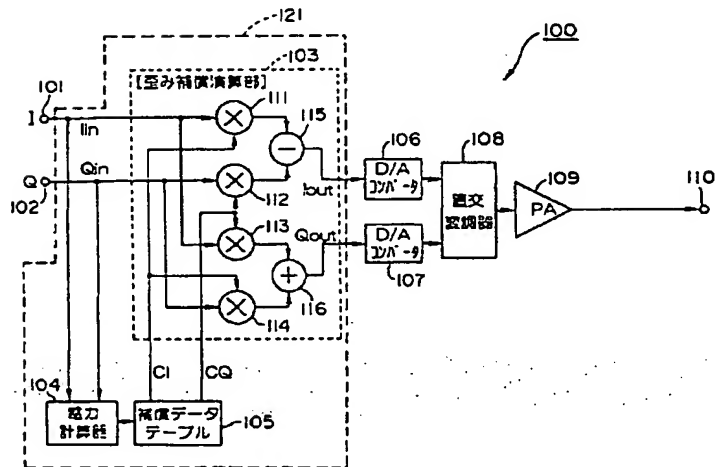 121
100
103
[歪み補償演算部]
101
I
Iin
111
115
106
108
D/A
コンバータ
109
110
Q
102
Qin
112
Iout
直交
変調器
PA
113
Qout
D/A
コンバータ
107
116
114
CI
CQ
104
電力
計算器
補償データ
テーブル
105